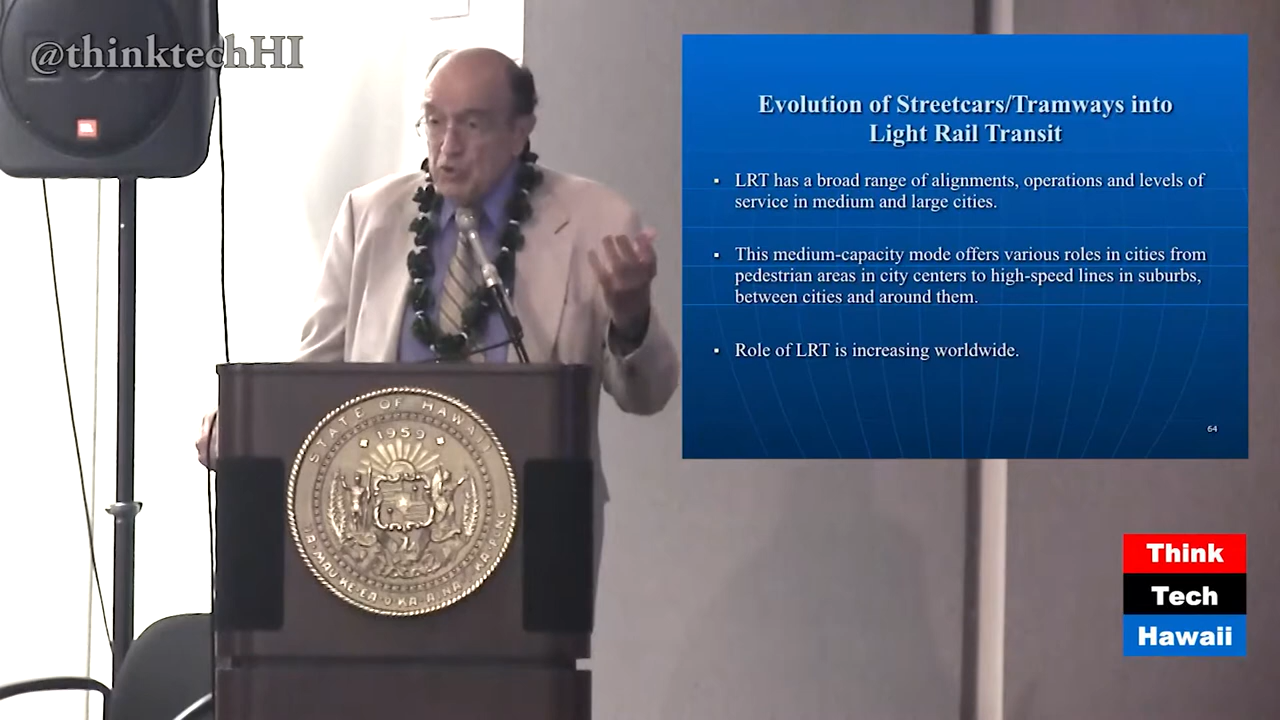 @thinktechHI
JBL
Evolution of Streetcars/Tramways into
Light Rail Transit
▪ LRT has a broad range of alignments, operations and levels of
service in medium and large cities.
▪ This medium-capacity mode offers various roles in cities from
pedestrian areas in city centers to high-speed lines in suburbs,
between cities and around them.
▪ Role of LRT is increasing worldwide.
64
STATE OF HAWAII
1959
Think
Tech
Hawaii